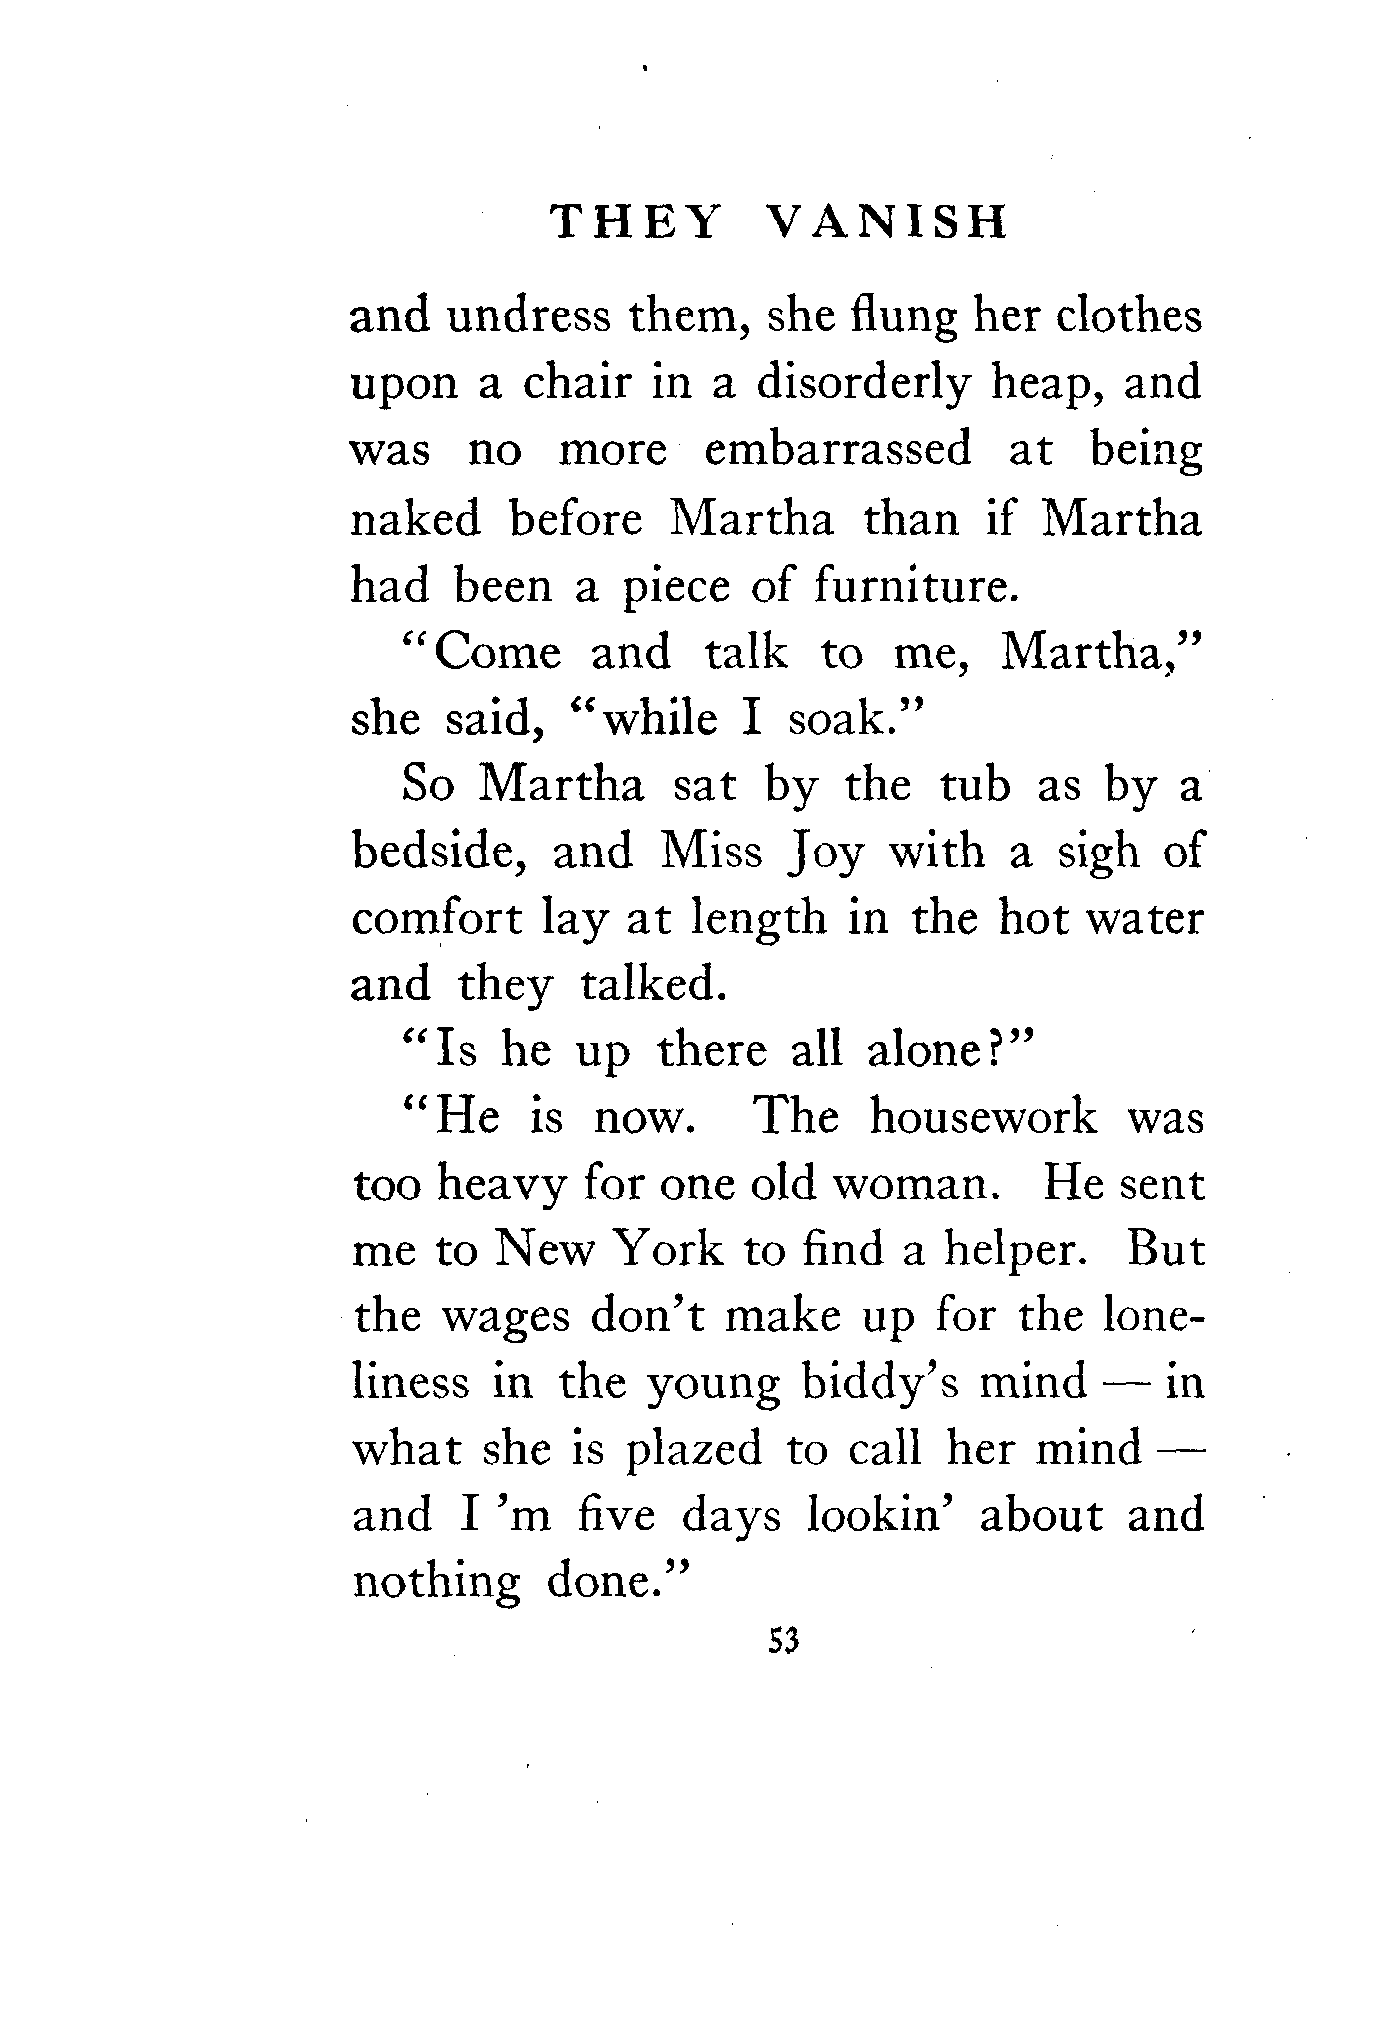 THEY VANISH
and undress them, she flung her clothes
upon a chair in a disorderly heap, and
was no more embarrassed at being
naked before Martha than if Martha
had been a piece of furniture.
"Come and talk to me, Martha,"
she said, "while I soak."
So Martha sat by the tub as by a
bedside, and Miss Joy with a sigh of
comfort lay at length in the hot water
and they talked.
"Is he up there all alone?"
"He is now. The housework was
too heavy for one old woman. He sent
me to New York to find a helper. But
the wages don't make up for the lone-
liness in the young biddy's mind — in
what she is plazed to call her mind —
and I 'm five days lookin' about and
nothing done."
53